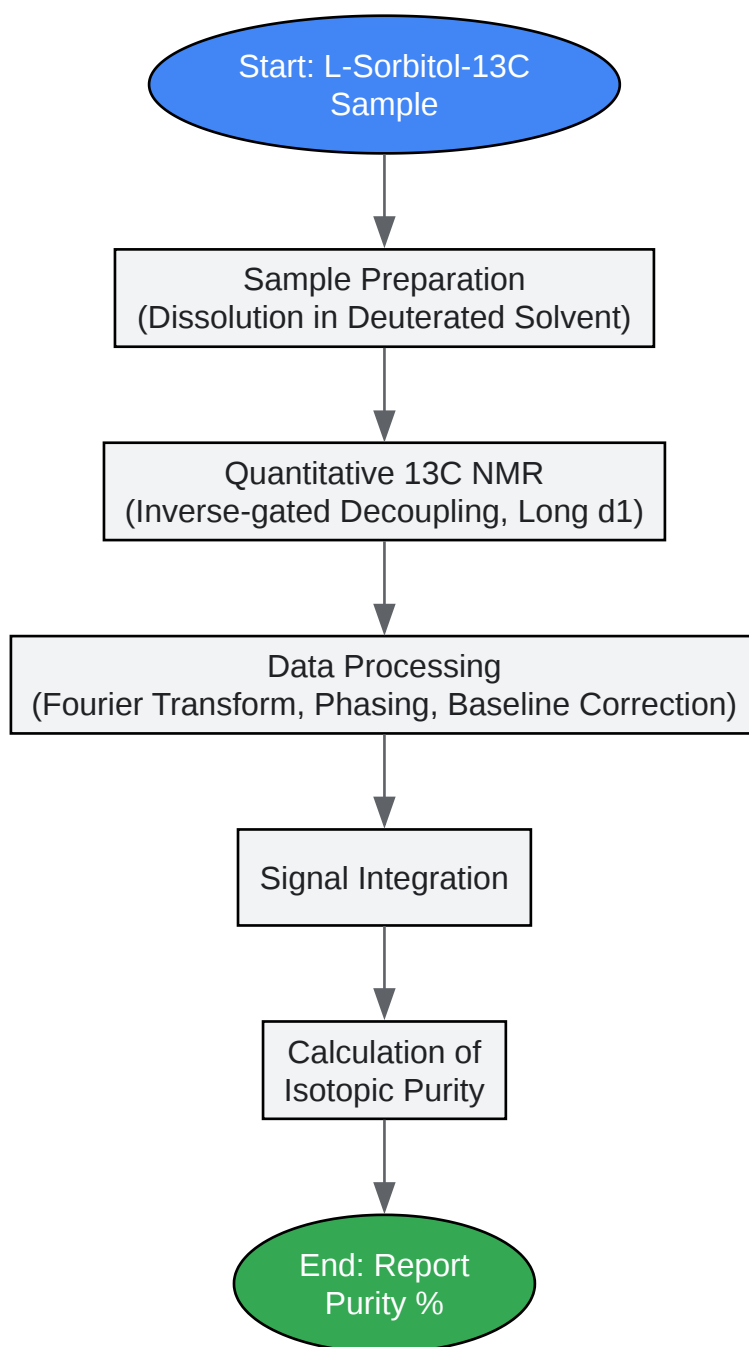 Start: L-Sorbitol-13C
Sample
Sample Preparation
(Dissolution in Deuterated Solvent)
Quantitative 13C NMR
(Inverse-gated Decoupling, Long d1)
Data Processing
(Fourier Transform, Phasing, Baseline Correction)
Signal Integration
Calculation of
Isotopic Purity
End: Report
Purity %